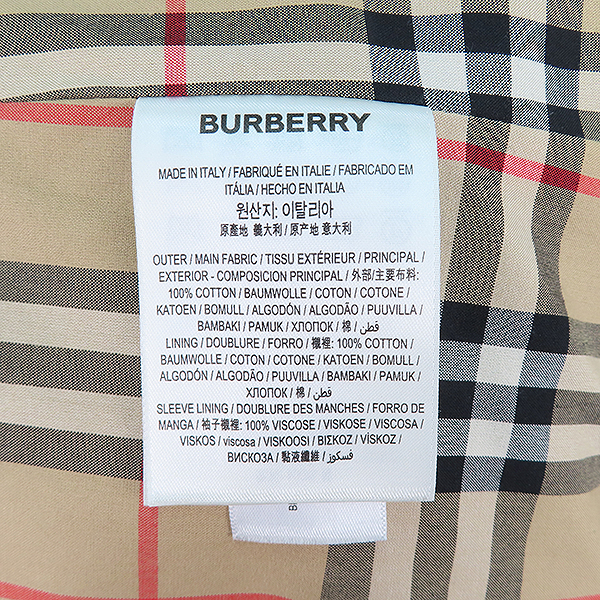 BURBERRY
MADE IN ITALY / FABRIQUÉ EN ITALIE / FABRICADO EM
ITÁLIA / HECHO EN ITALIA
원산지: 이탈리아
原產地 義大利 / 原产地 意大利
OUTER / MAIN FABRIC / TISSU EXTÉRIEUR / PRINCIPAL /
EXTERIOR - COMPOSICION PRINCIPAL / 外部/主要布料:
100% COTTON / BAUMWOLLE / COTON / COTONE /
KATOEN / BOMULL / ALGODÓN / ALGODÃO / PUUVILLA /
BAMBAKI / PAMUK / ХЛОПОК / 棉 / قطن /
LINING / DOUBLURE / FORRO / 襯裡: 100% COTTON /
BAUMWOLLE / COTON / COTONE / KATOEN / BOMULL /
ALGODÓN / ALGODÃO / PUUVILLA / BAMBAKI / PAMUK /
ХЛОПОК / 棉 / قطن /
SLEEVE LINING / DOUBLURE DES MANCHES / FORRO DE
MANGA / 袖子襯裡: 100% VISCOSE / VISKOSE / VISCOSA /
VISKOS / viscosa / VISKOOSI / ΒΙΣΚΟΖ / VİSKOZ /
ВИСКОЗА / 黏液纖維 / فسكوز /